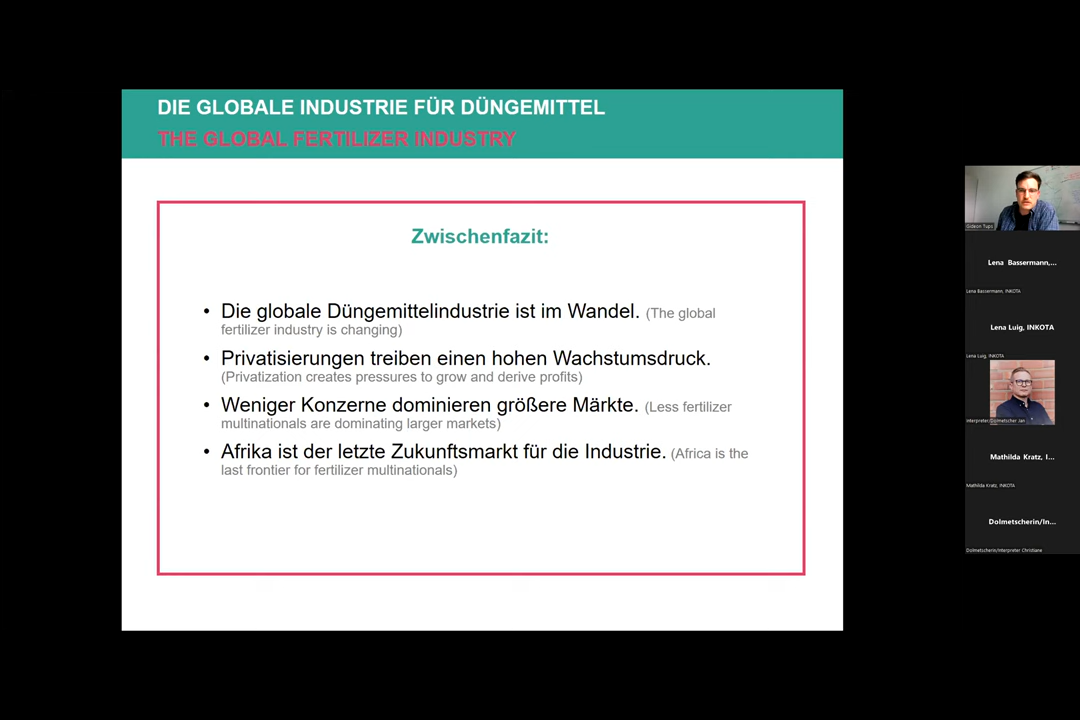 DIE GLOBALE INDUSTRIE FÜR DÜNGEMITTEL
THE GLOBAL FERTILIZER INDUSTRY
Zwischenfazit:
• Die globale Düngemittelindustrie ist im Wandel. (The global
fertilizer industry is changing)
• Privatisierungen treiben einen hohen Wachstumsdruck.
(Privatization creates pressures to grow and derive profits)
• Weniger Konzerne dominieren größere Märkte. (Less fertilizer
multinationals are dominating larger markets)
• Afrika ist der letzte Zukunftsmarkt für die Industrie. (Africa is the
last frontier for fertilizer multinationals)
Gideon Tups
Lena Bassermann,...
Lena Bassermann, INKOTA
Lena Luig, INKOTA
Lena Luig, INKOTA
Interpreter/Dolmetscher Jan
Mathilda Kratz, I...
Mathilda Kratz, INKOTA
Dolmetscherin/In...
Dolmetscherin/Interpreter Christiane